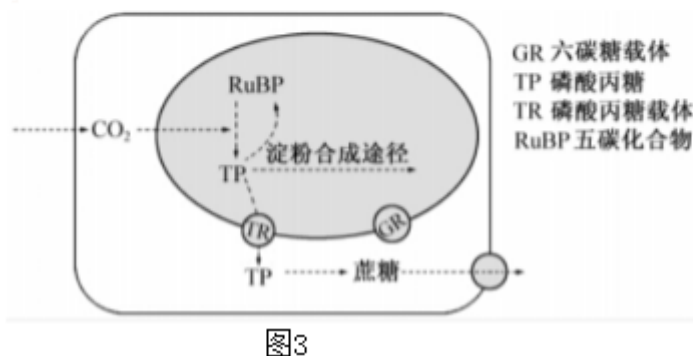 GR 六碳糖载体
TP 磷酸丙糖
TR 磷酸丙糖载体
RuBP 五碳化合物
RuBP
CO₂
淀粉合成途径
TP
TR
GR
TP
蔗糖
图3